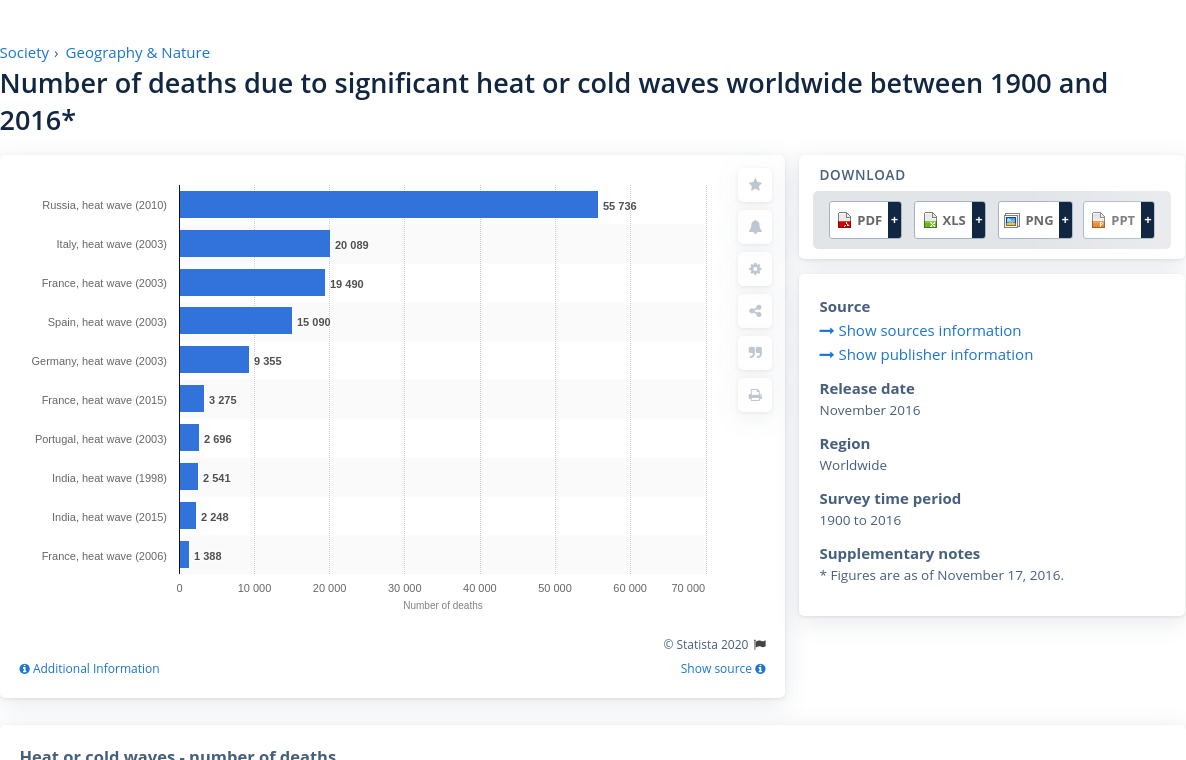 Society › Geography & Nature
Number of deaths due to significant heat or cold waves worldwide between 1900 and
2016*
Russia, heat wave (2010) 55 736
Italy, heat wave (2003) 20 089
France, heat wave (2003) 19 490
Spain, heat wave (2003) 15 090
Germany, heat wave (2003) 9 355
France, heat wave (2015) 3 275
Portugal, heat wave (2003) 2 696
India, heat wave (1998) 2 541
India, heat wave (2015) 2 248
France, heat wave (2006) 1 388
0 10 000 20 000 30 000 40 000 50 000 60 000 70 000
Number of deaths
© Statista 2020
Additional Information
Show source
DOWNLOAD
PDF + XLS + PNG + PPT +
Source
Show sources information
Show publisher information
Release date
November 2016
Region
Worldwide
Survey time period
1900 to 2016
Supplementary notes
* Figures are as of November 17, 2016.
Heat or cold waves - number of deaths